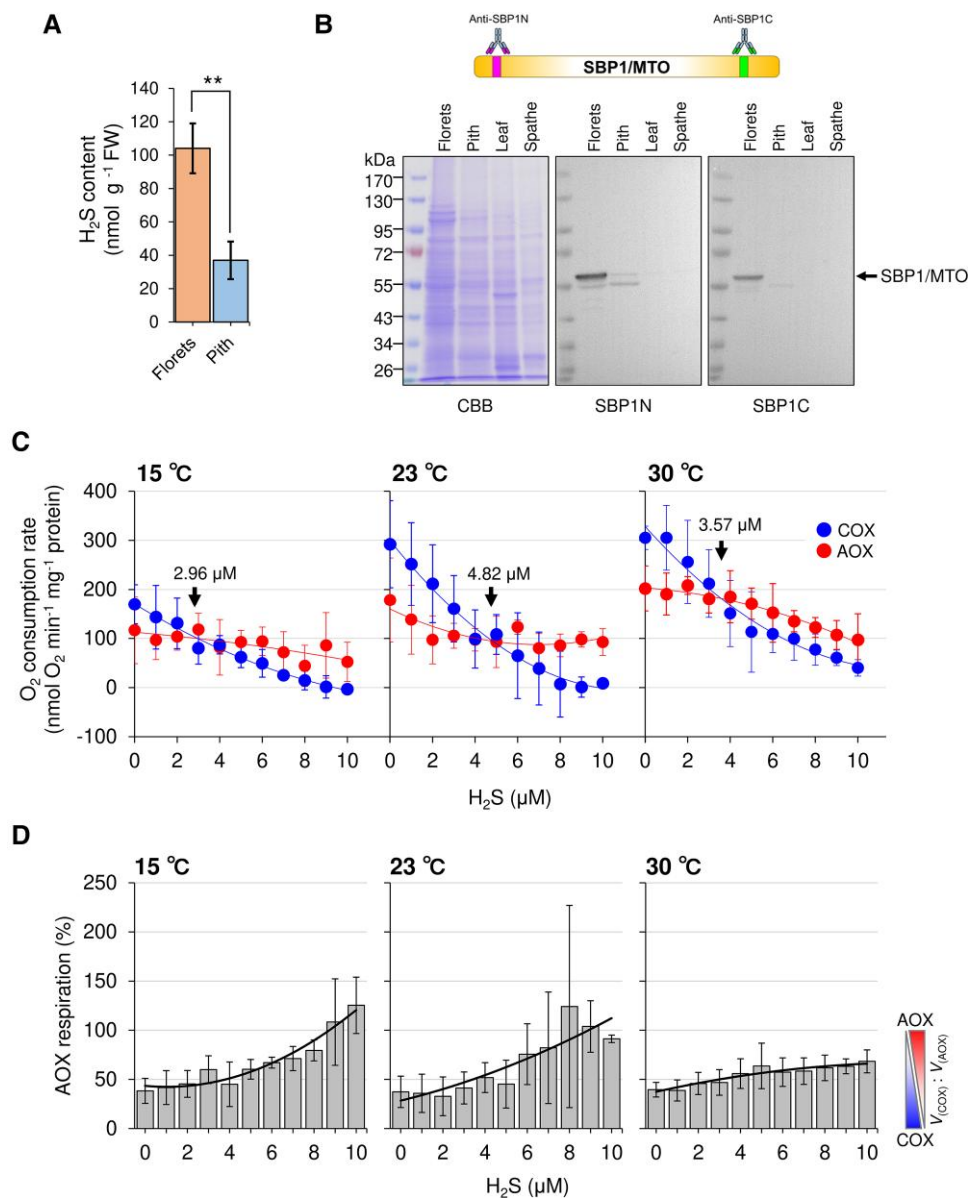 A
H2S content
(nmol g -1 FW)
140
120
100
80
60
40
20
0
**
Florets
Pith
B
Anti-SBP1N
Anti-SBP1C
SBP1/MTO
Florets
Pith
Leaf
Spathe
Florets
Pith
Leaf
Spathe
Florets
Pith
Leaf
Spathe
kDa
170
130
95
72
55
43
34
26
SBP1/MTO
CBB
SBP1N
SBP1C
C
15 ℃
23 ℃
30 ℃
O2 consumption rate
(nmol O2 min-1 mg-1 protein)
400
300
200
100
0
-100
2.96 µM
4.82 µM
3.57 µM
COX
AOX
0 2 4 6 8 10
0 2 4 6 8 10
0 2 4 6 8 10
H2S (µM)
D
15 ℃
23 ℃
30 ℃
AOX respiration (%)
250
200
150
100
50
0
AOX
V(COX) : V(AOX)
COX
0 2 4 6 8 10
0 2 4 6 8 10
0 2 4 6 8 10
H2S (µM)